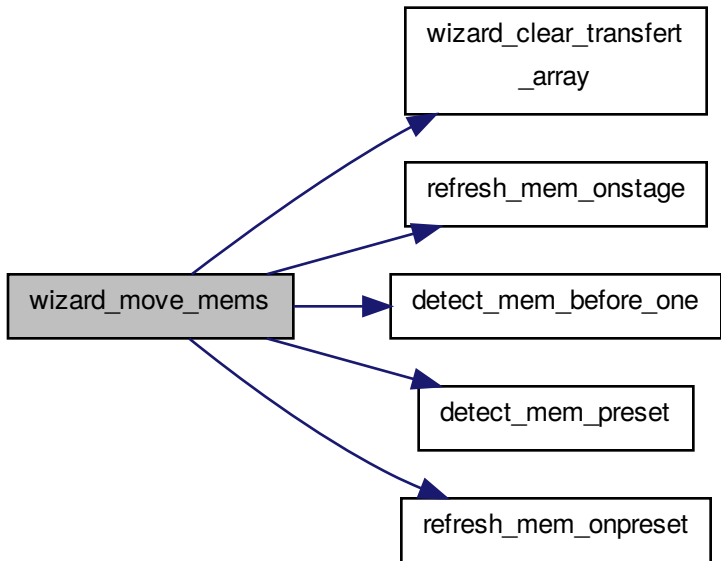 wizard_clear_transfert
_array
refresh_mem_onstage
wizard_move_mems
detect_mem_before_one
detect_mem_preset
refresh_mem_onpreset